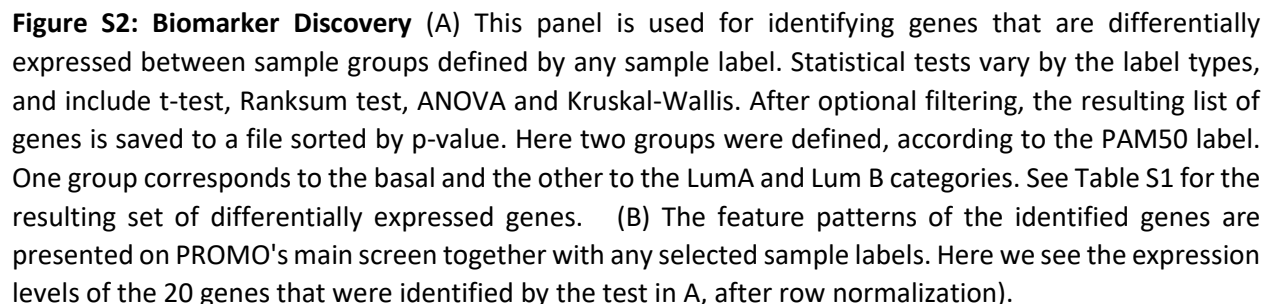 Figure S2: Biomarker Discovery (A) This panel is used for identifying genes that are differentially
expressed between sample groups defined by any sample label. Statistical tests vary by the label types,
and include t-test, Ranksum test, ANOVA and Kruskal-Wallis. After optional filtering, the resulting list of
genes is saved to a file sorted by p-value. Here two groups were defined, according to the PAM50 label.
One group corresponds to the basal and the other to the LumA and Lum B categories. See Table S1 for the
resulting set of differentially expressed genes. (B) The feature patterns of the identified genes are
presented on PROMO's main screen together with any selected sample labels. Here we see the expression
levels of the 20 genes that were identified by the test in A, after row normalization).